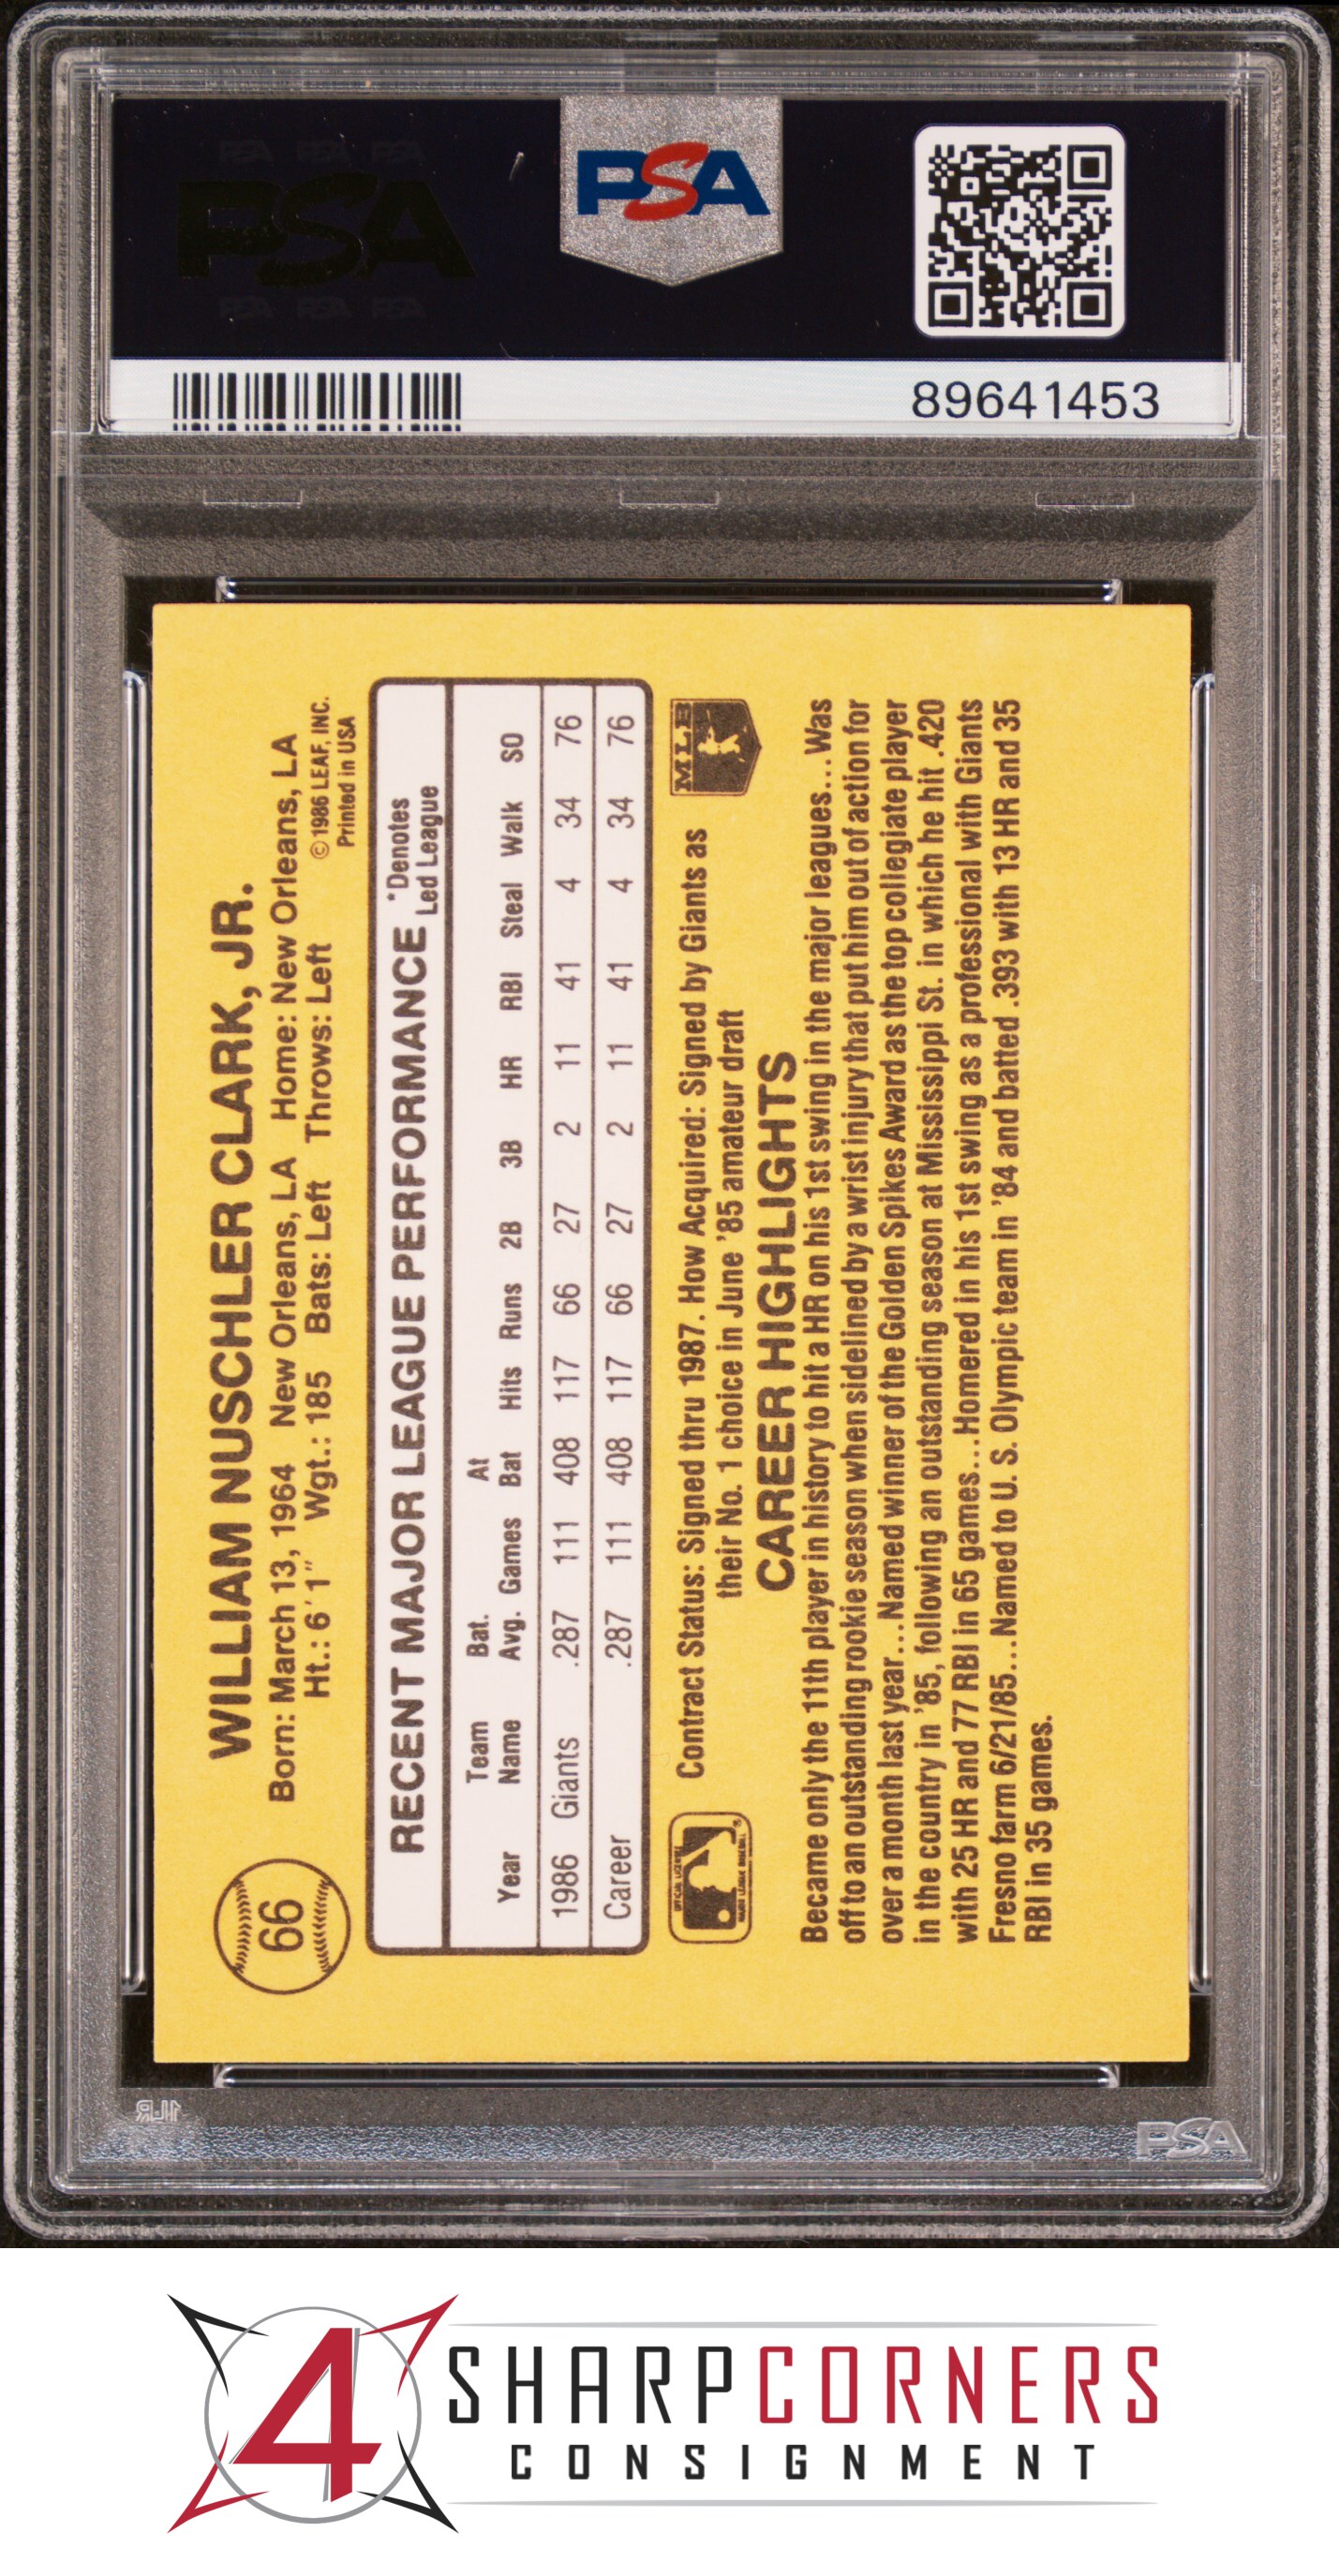 PSA PSA PSA
PSA
PSA PSA PSA
PSA
89641453
66
WILLIAM NUSCHLER CLARK, JR.
Born: March 13, 1964 New Orleans, LA Home: New Orleans, LA
Ht.: 6' 1" Wgt.: 185 Bats: Left Throws: Left
© 1986 LEAF, INC.
Printed in USA
RECENT MAJOR LEAGUE PERFORMANCE
*Denotes
Led League
Year Team Name Bat. Avg. Games At Bat Hits Runs 2B 3B HR RBI Steal Walk SO
1986 Giants .287 111 408 117 66 27 2 11 41 4 34 76
Career .287 111 408 117 66 27 2 11 41 4 34 76
Contract Status: Signed thru 1987. How Acquired: Signed by Giants as
their No. 1 choice in June '85 amateur draft
MLB
CAREER HIGHLIGHTS
Became only the 11th player in history to hit a HR on his 1st swing in the major leagues...Was
off to an outstanding rookie season when sidelined by a wrist injury that put him out of action for
over a month last year...Named winner of the Golden Spikes Award as the top collegiate player
in the country in '85, following an outstanding season at Mississippi St. in which he hit .420
with 25 HR and 77 RBI in 65 games...Homered in his 1st swing as a professional with Giants
Fresno farm 6/21/85...Named to U. S. Olympic team in '84 and batted .393 with 13 HR and 35
RBI in 35 games.
PSA
4
SHARPCORNERS
CONSIGNMENT